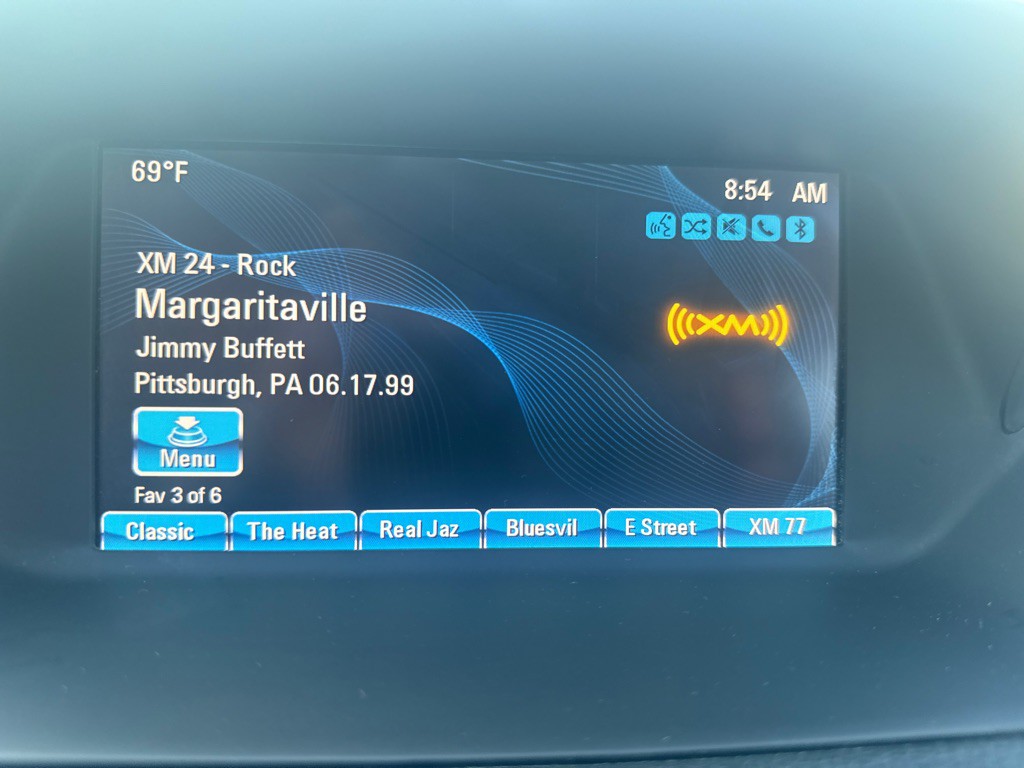 69°F
8:54 AM
XM 24 - Rock
Margaritaville
XM
Jimmy Buffett
Pittsburgh, PA 06.17.99
Menu
Fav 3 of 6
Classic
The Heat
Real Jaz
Bluesvil
E Street
XM 77